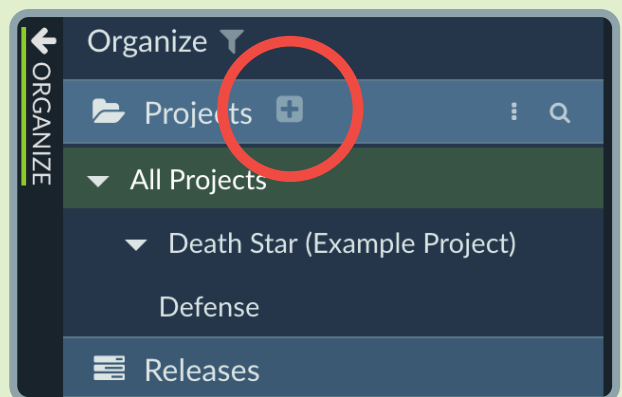 ORGANIZE
Organize
Projects
All Projects
Death Star (Example Project)
Defense
Releases